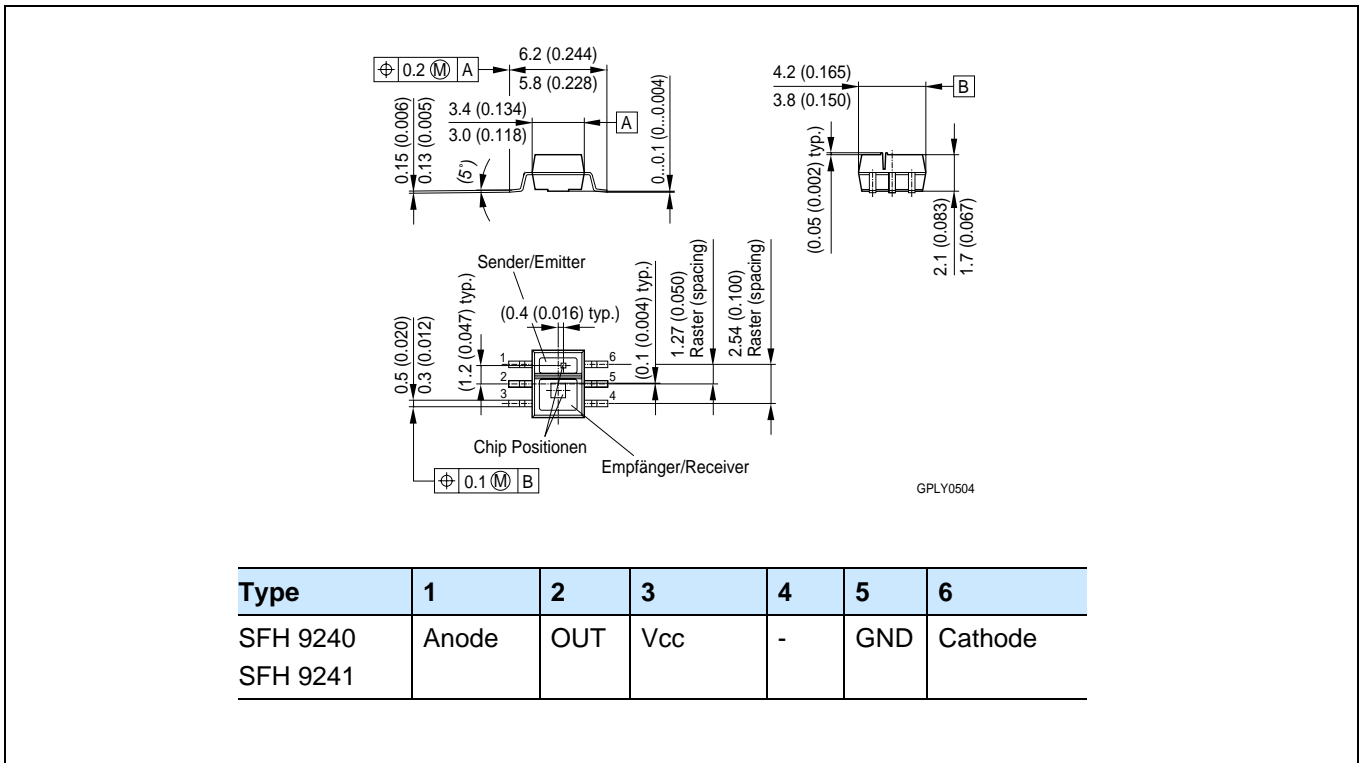 6.2 (0.244)
5.8 (0.228)
⌖ 0.2 Ⓜ A
3.4 (0.134)
3.0 (0.118)
A
0.15 (0.006)
0.13 (0.005)
(5˚)
0...0.1 (0...0.004)
4.2 (0.165)
3.8 (0.150)
B
(0.05 (0.002) typ.)
2.1 (0.083)
1.7 (0.067)
Sender/Emitter
(0.4 (0.016) typ.)
0.5 (0.020)
0.3 (0.012)
(1.2 (0.047) typ.)
(0.1 (0.004) typ.)
1.27 (0.050)
Raster (spacing)
2.54 (0.100)
Raster (spacing)
1 6
2 5
3 4
Chip Positionen
Empfänger/Receiver
⌖ 0.1 Ⓜ B
GPLY0504
Type 1 2 3 4 5 6
SFH 9240 Anode OUT Vcc - GND Cathode
SFH 9241